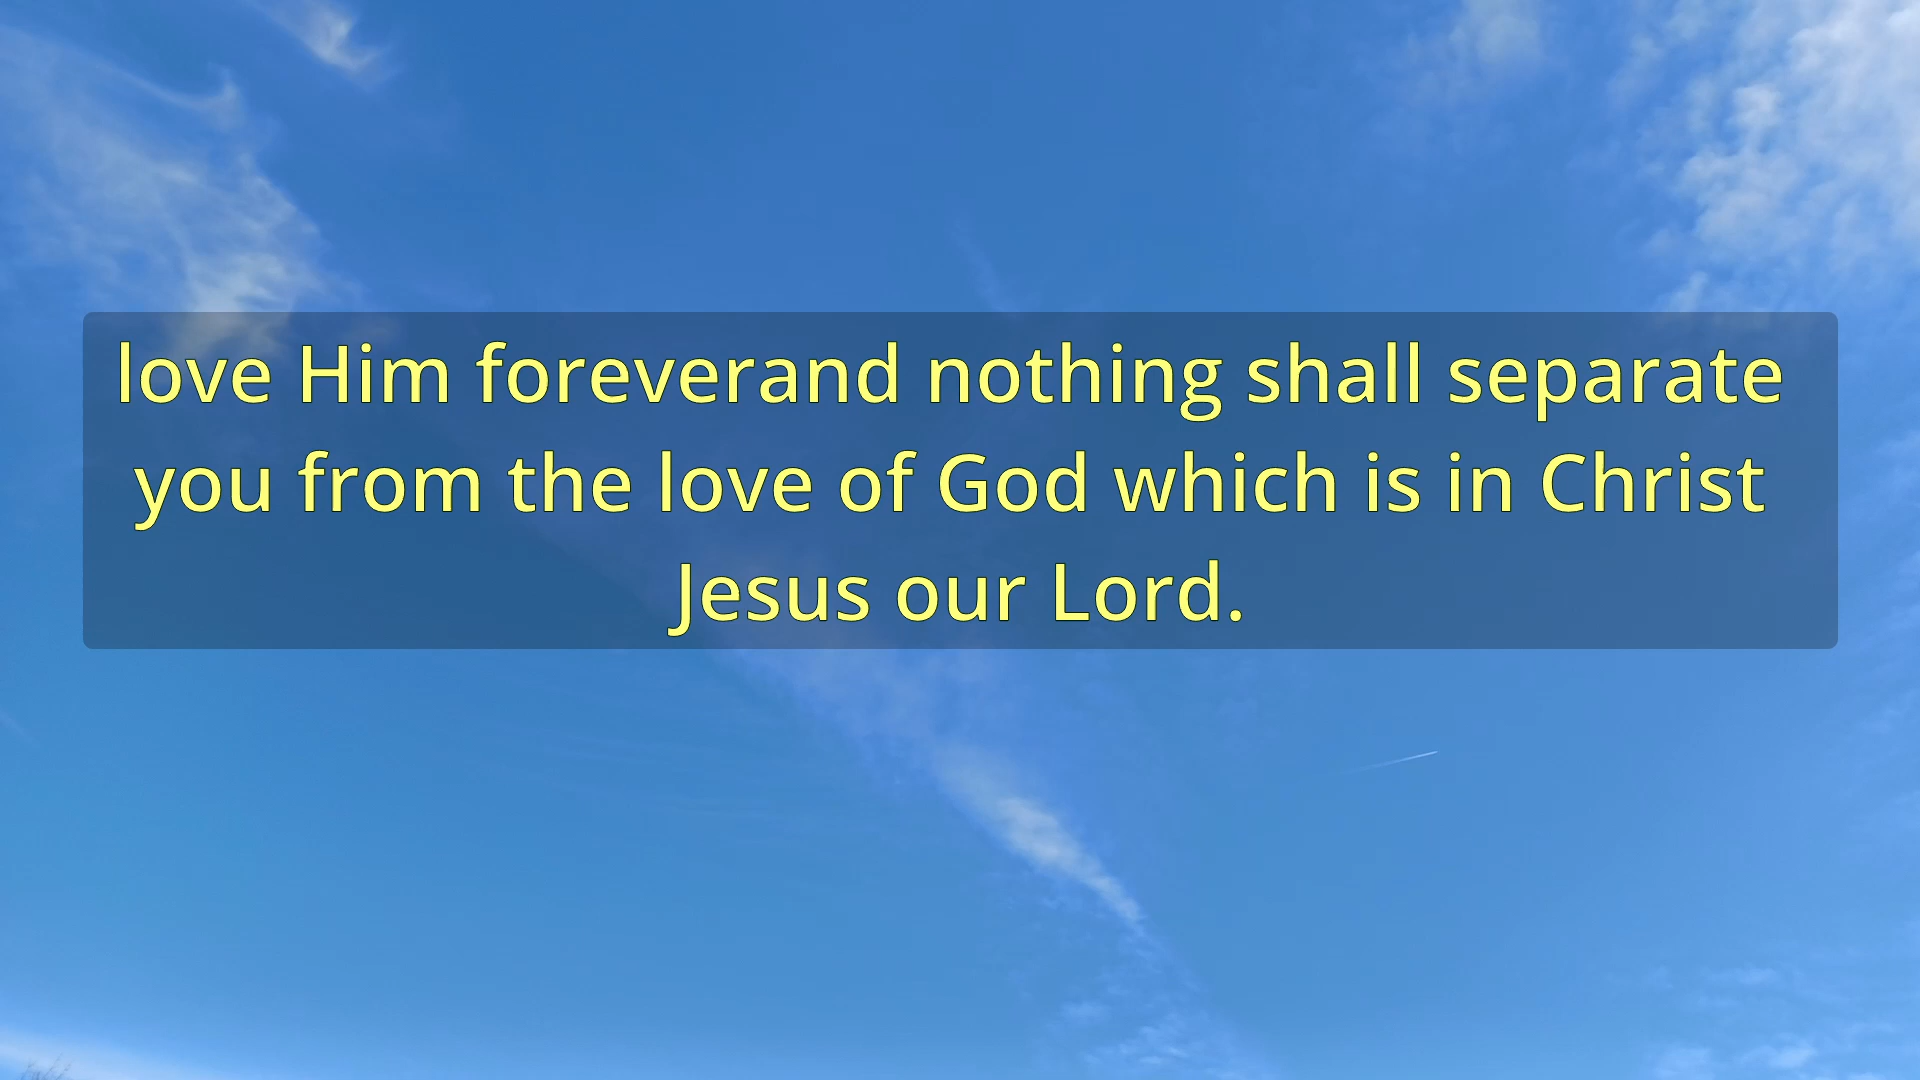 love Him foreverand nothing shall separate
you from the love of God which is in Christ
Jesus our Lord.